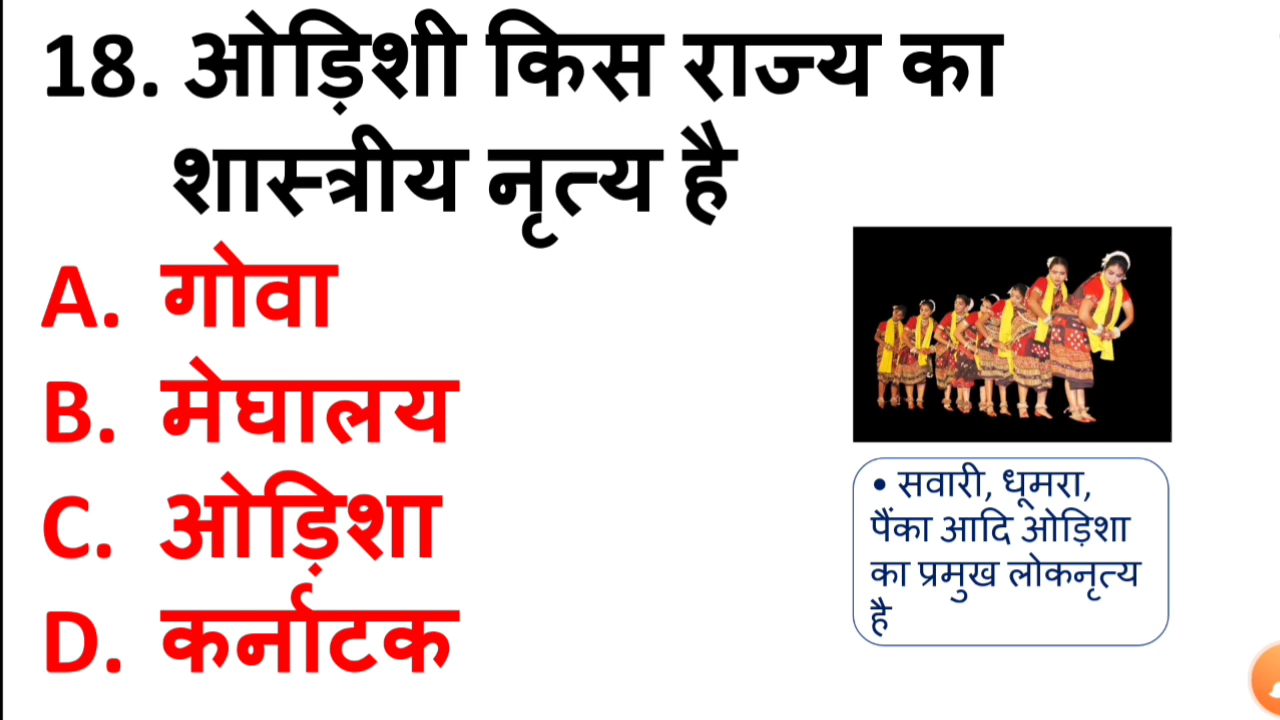 18. ओड़िशी किस राज्य का
शास्त्रीय नृत्य है
A. गोवा
B. मेघालय
C. ओड़िशा
D. कर्नाटक
• सवारी, धूमरा,
पैंका आदि ओड़िशा
का प्रमुख लोकनृत्य
है